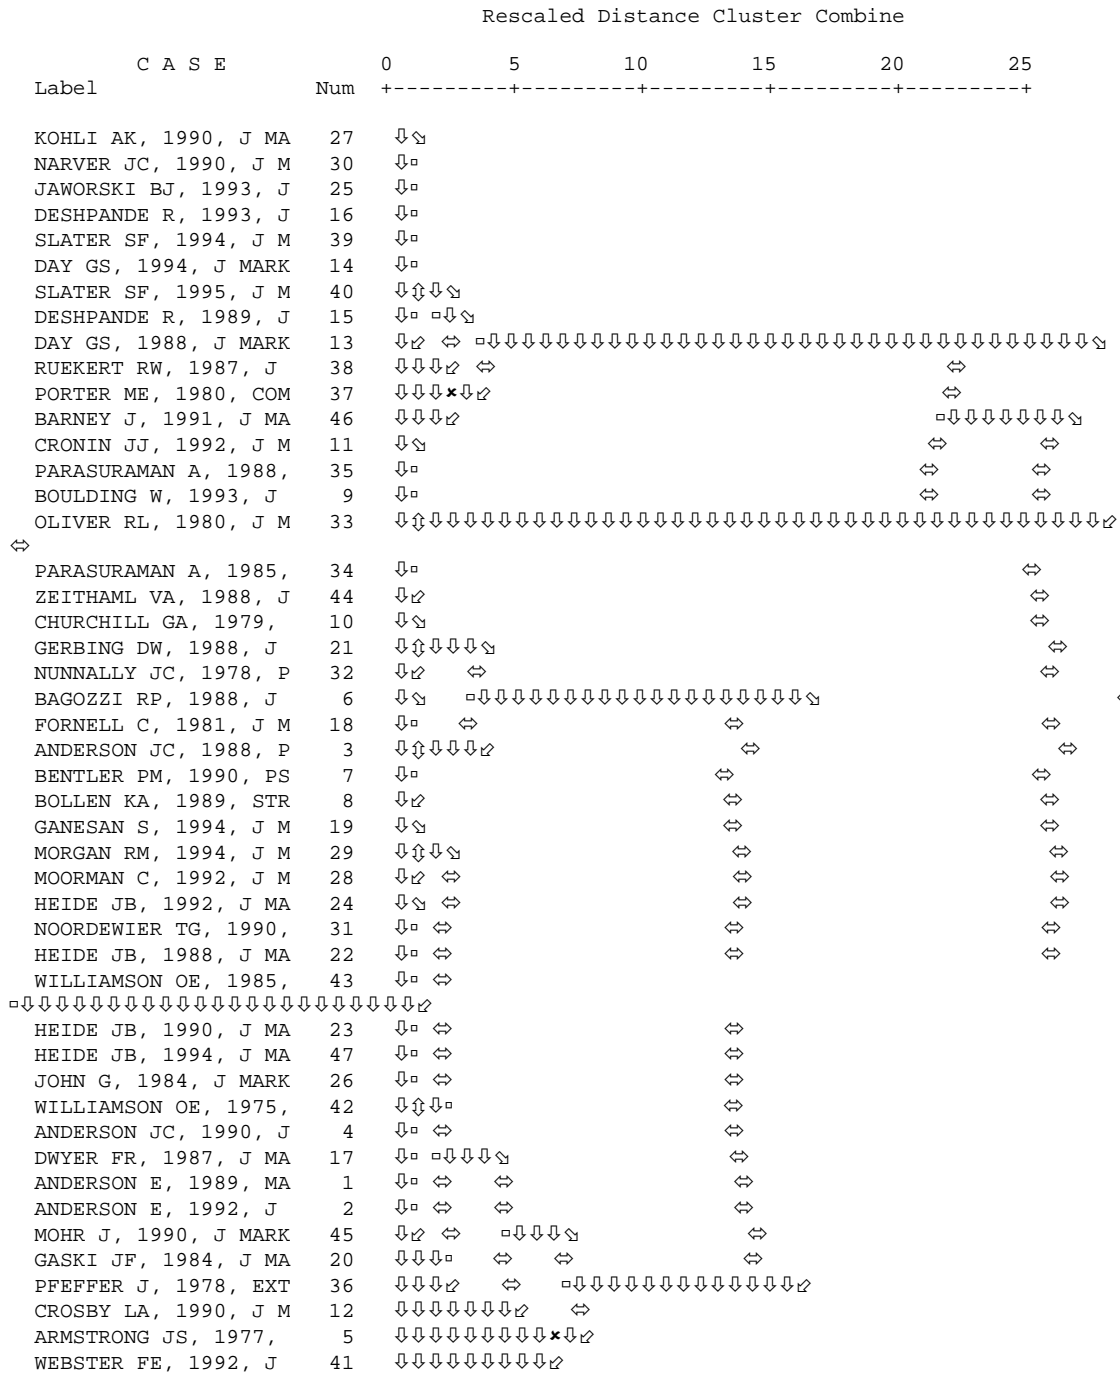 Rescaled Distance Cluster Combine
C A S E 0 5 10 15 20 25
Label Num +---------+---------+---------+---------+---------+
KOHLI AK, 1990, J MA 27
NARVER JC, 1990, J M 30
JAWORSKI BJ, 1993, J 25
DESHPANDE R, 1993, J 16
SLATER SF, 1994, J M 39
DAY GS, 1994, J MARK 14
SLATER SF, 1995, J M 40
DESHPANDE R, 1989, J 15
DAY GS, 1988, J MARK 13
RUEKERT RW, 1987, J 38
PORTER ME, 1980, COM 37
BARNEY J, 1991, J MA 46
CRONIN JJ, 1992, J M 11
PARASURAMAN A, 1988, 35
BOULDING W, 1993, J 9
OLIVER RL, 1980, J M 33
PARASURAMAN A, 1985, 34
ZEITHAML VA, 1988, J 44
CHURCHILL GA, 1979, 10
GERBING DW, 1988, J 21
NUNNALLY JC, 1978, P 32
BAGOZZI RP, 1988, J 6
FORNELL C, 1981, J M 18
ANDERSON JC, 1988, P 3
BENTLER PM, 1990, PS 7
BOLLEN KA, 1989, STR 8
GANESAN S, 1994, J M 19
MORGAN RM, 1994, J M 29
MOORMAN C, 1992, J M 28
HEIDE JB, 1992, J MA 24
NOORDEWIER TG, 1990, 31
HEIDE JB, 1988, J MA 22
WILLIAMSON OE, 1985, 43
HEIDE JB, 1990, J MA 23
HEIDE JB, 1994, J MA 47
JOHN G, 1984, J MARK 26
WILLIAMSON OE, 1975, 42
ANDERSON JC, 1990, J 4
DWYER FR, 1987, J MA 17
ANDERSON E, 1989, MA 1
ANDERSON E, 1992, J 2
MOHR J, 1990, J MARK 45
GASKI JF, 1984, J MA 20
PFEFFER J, 1978, EXT 36
CROSBY LA, 1990, J M 12
ARMSTRONG JS, 1977, 5
WEBSTER FE, 1992, J 41